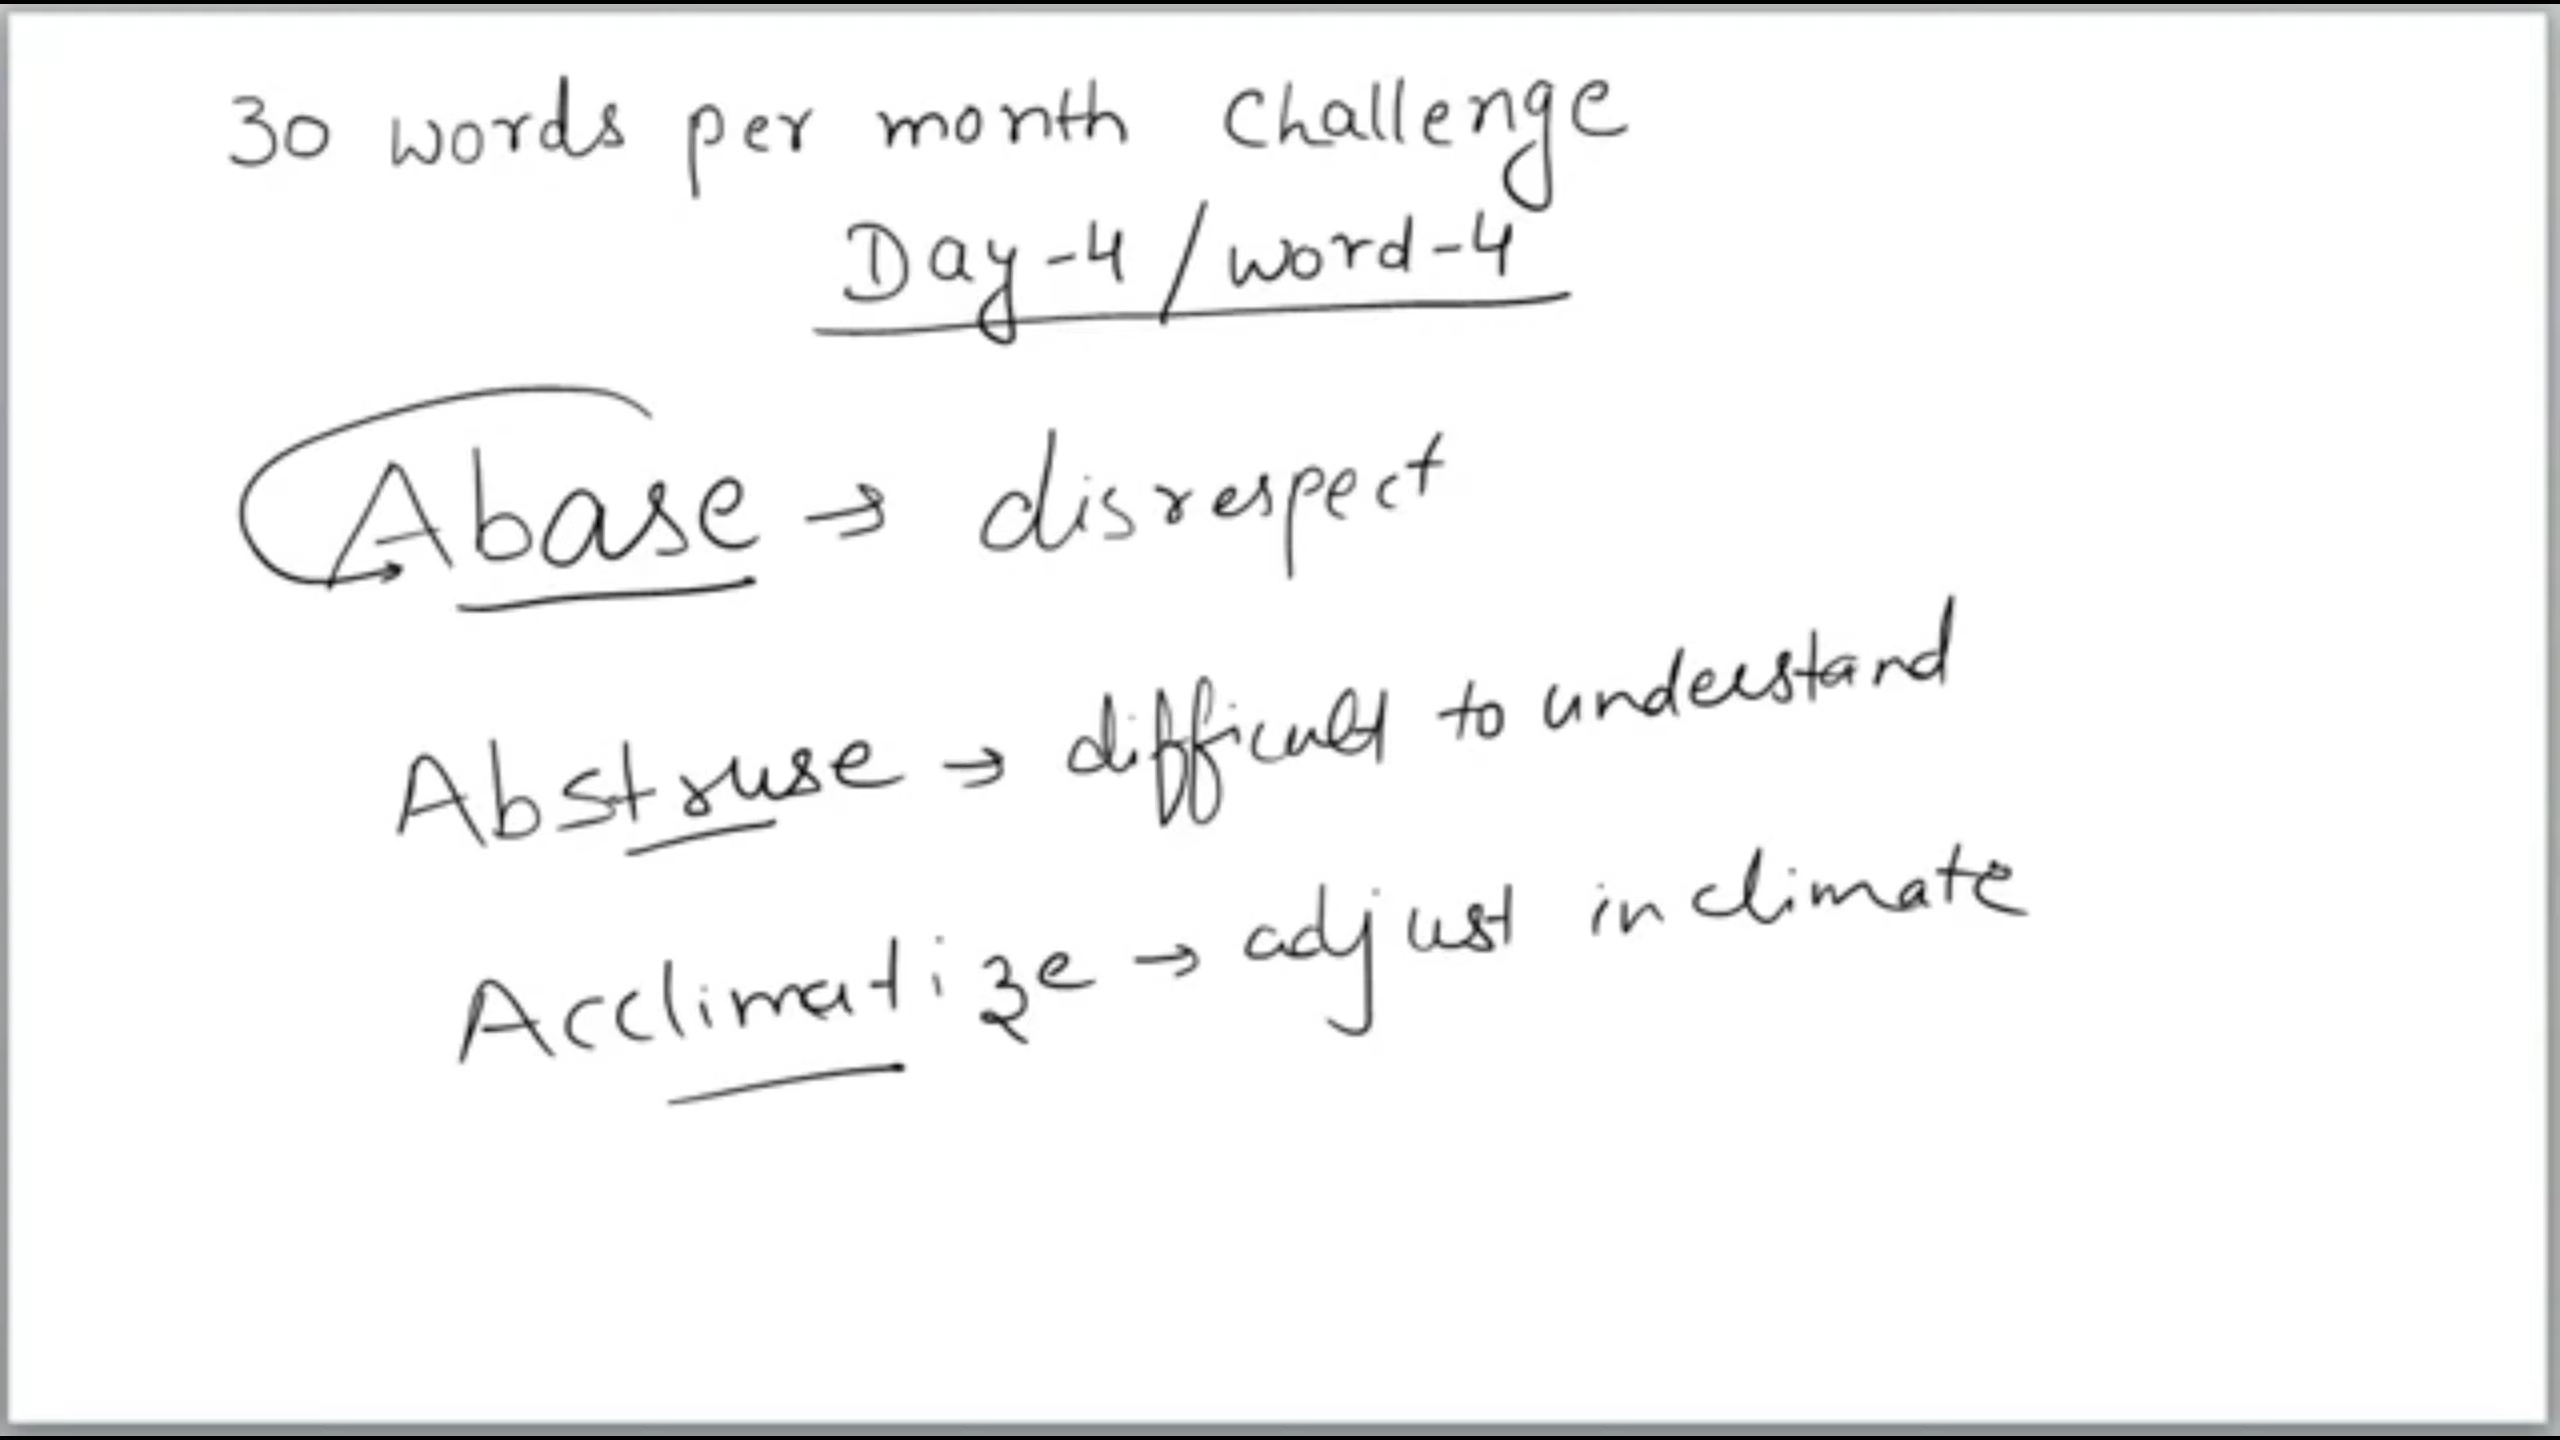 30 words per month Challenge
Day-4/word-4
Abase → disrespect
Abstruse → difficult to understand
Acclimatize → adjust in climate